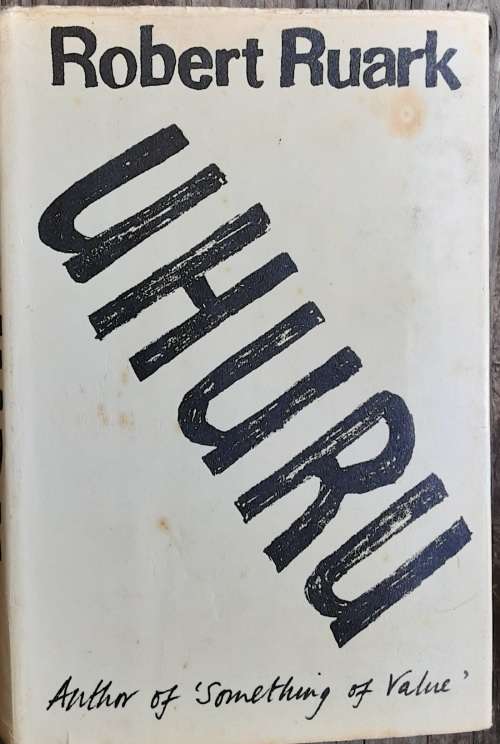 Robert Ruark
UHURU
Author of 'Something of Value'